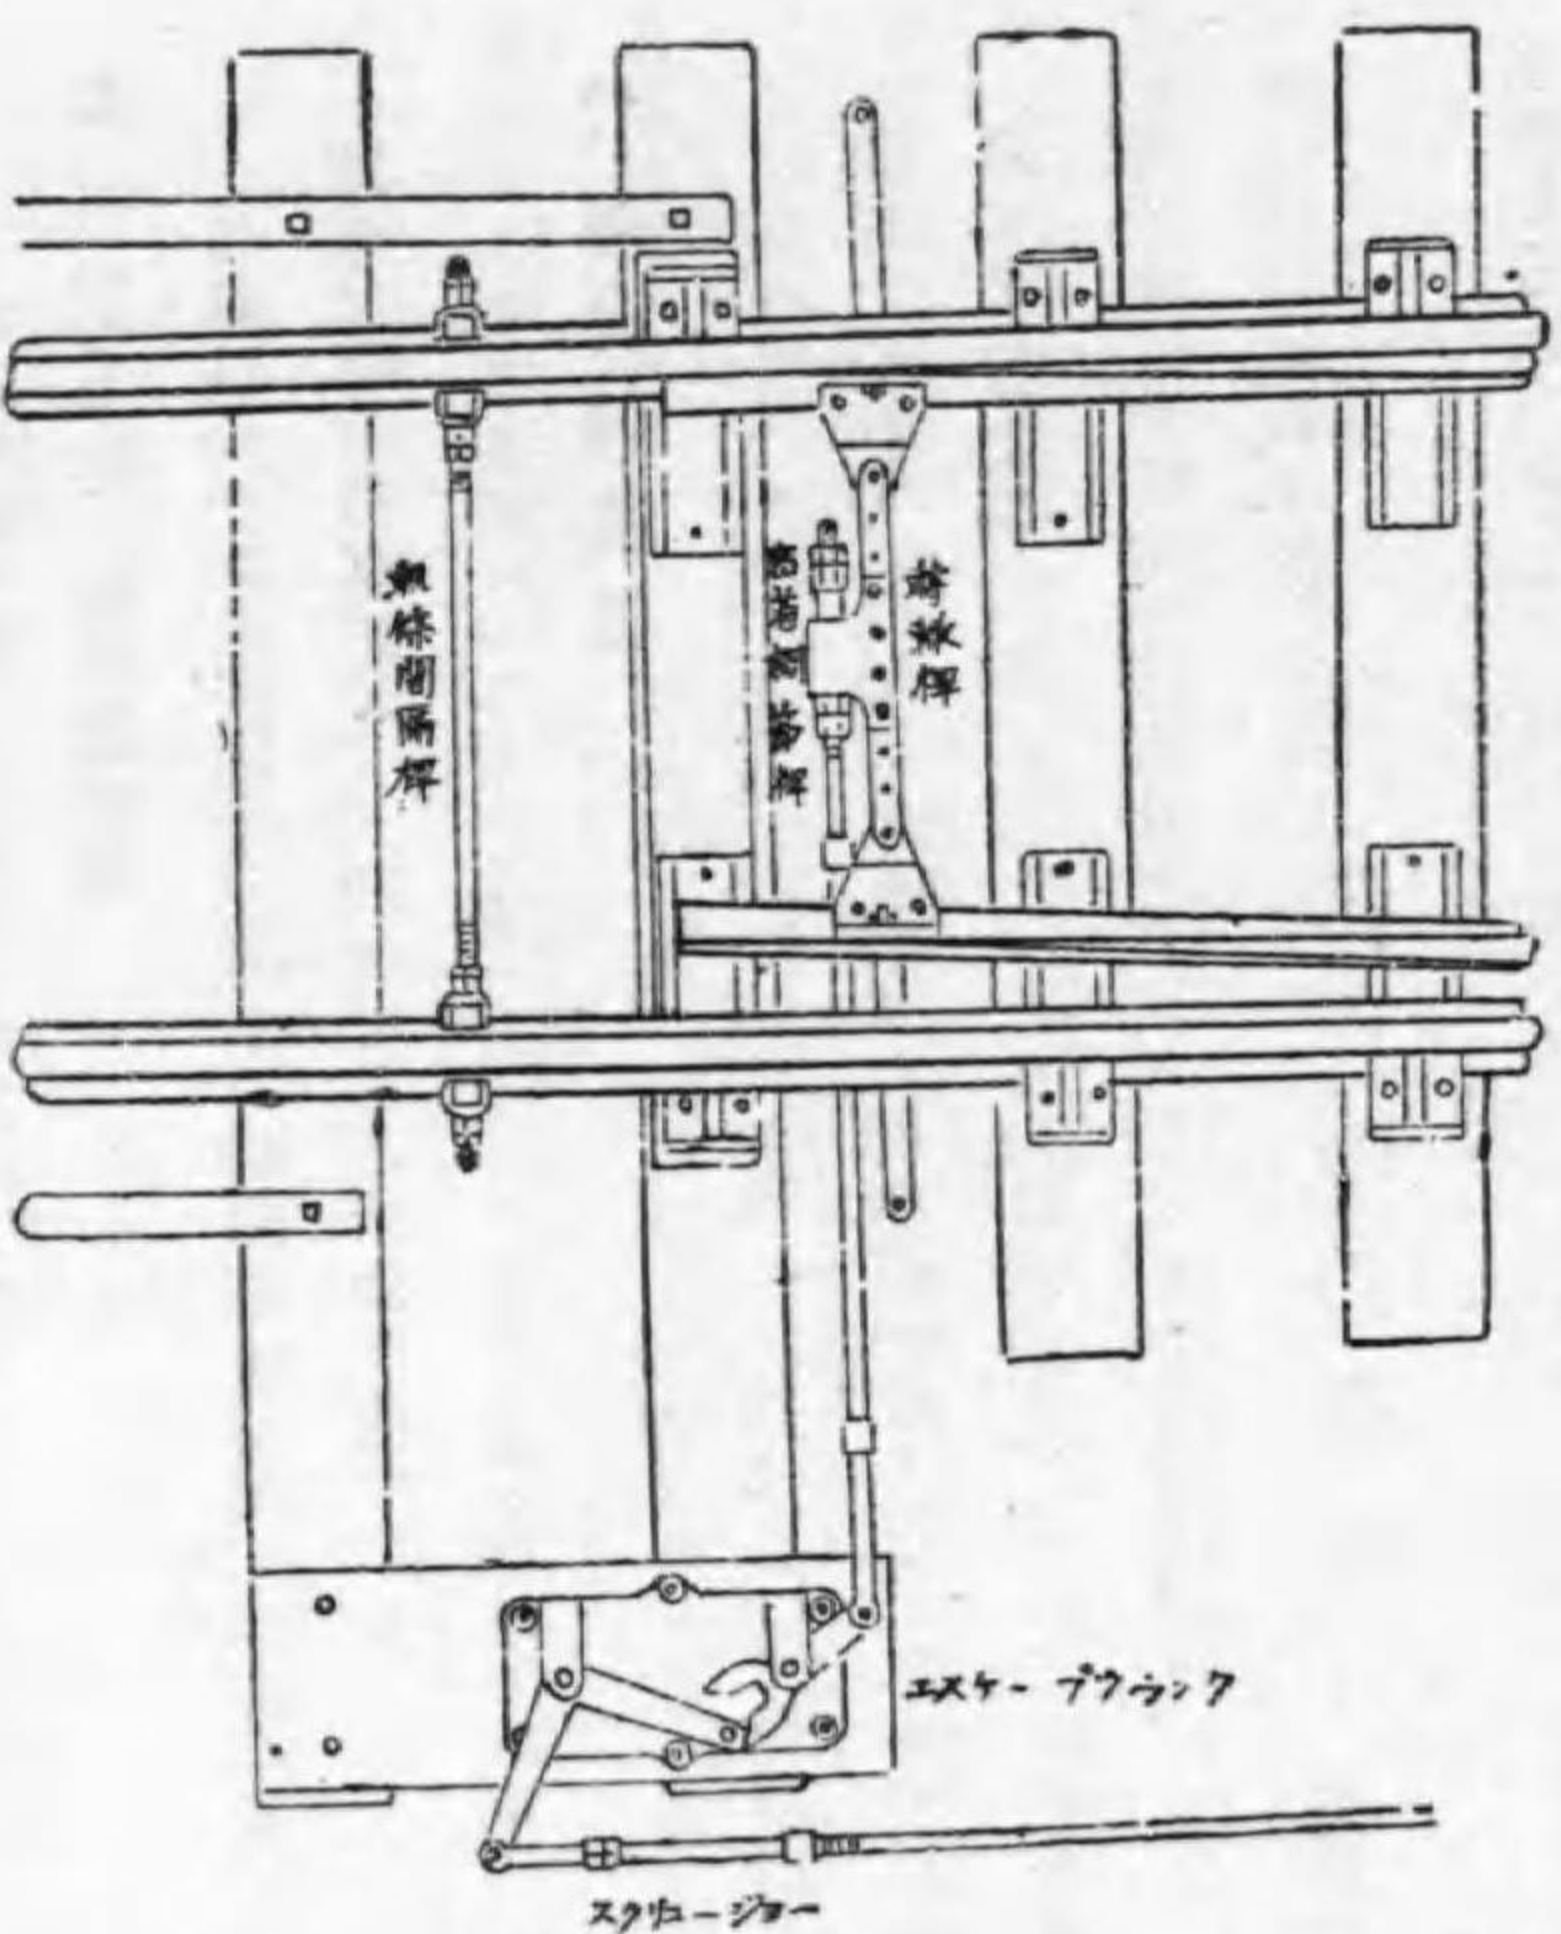 軌條間隔桿
密着調節桿
轉轍桿
エスケープクランク
スクリュージョー